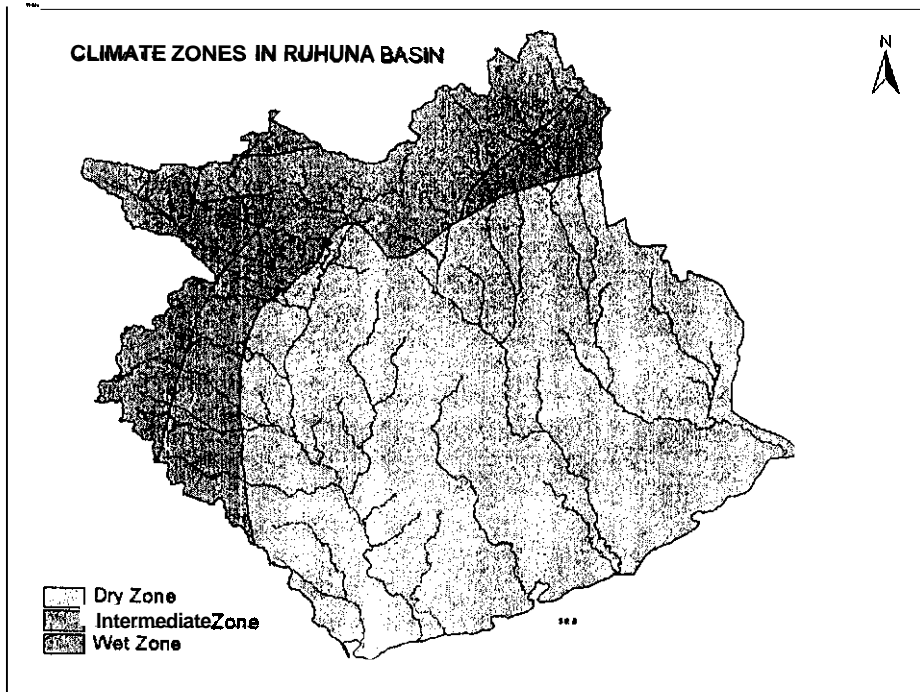 CLIMATE ZONES IN RUHUNA BASIN
N
Dry Zone
IntermediateZone
Wet Zone